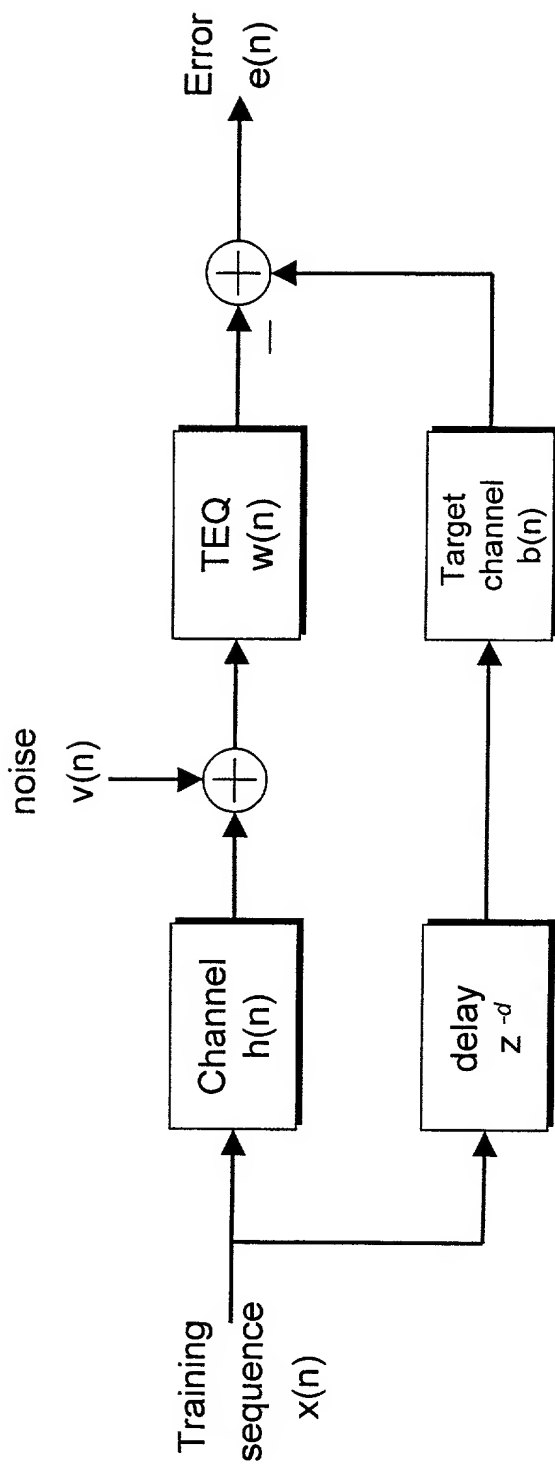 Training
sequence
x(n)
Channel
h(n)
noise
v(n)
+
TEQ
w(n)
+
–
Error
e(n)
delay
z -d
Target
channel
b(n)